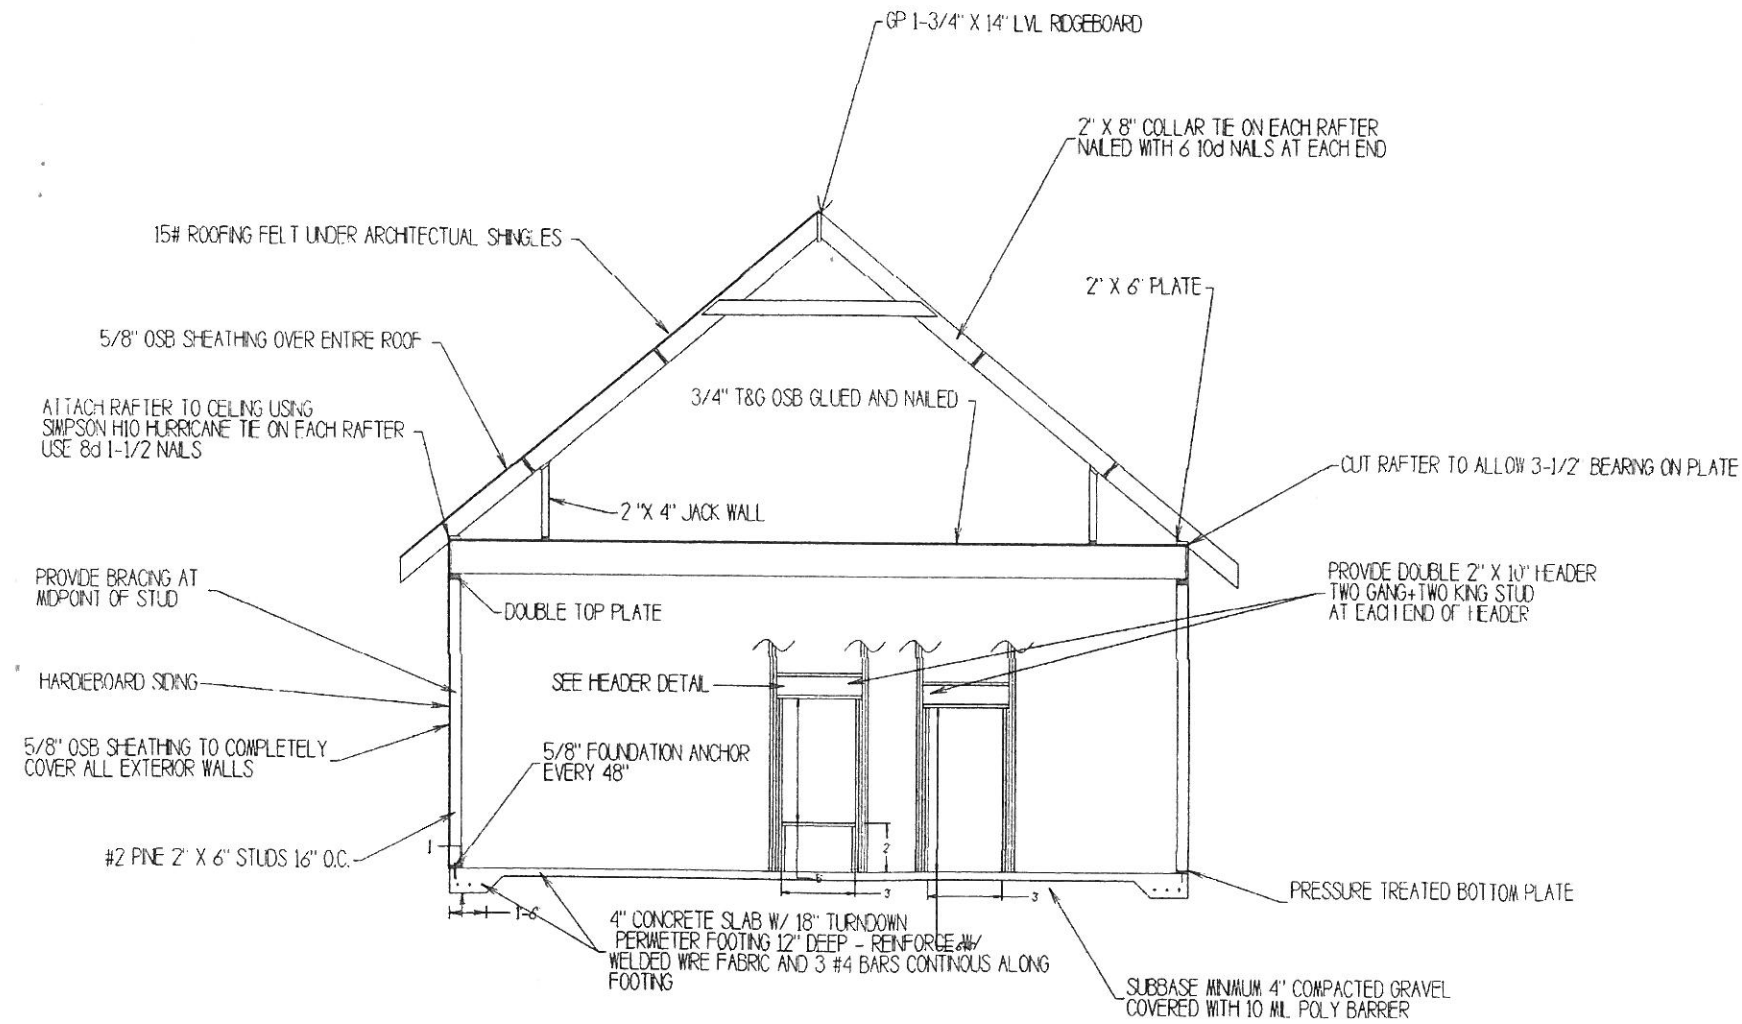 GP 1-3/4" X 14" LVL RIDGEBOARD
2" X 8" COLLAR TIE ON EACH RAFTER
NAILED WITH 6 10d NAILS AT EACH END
15# ROOFING FELT UNDER ARCHITECTUAL SHINGLES
2" X 6" PLATE
5/8" OSB SHEATHING OVER ENTIRE ROOF
3/4" T&G OSB GLUED AND NAILED
ATTACH RAFTER TO CELING USING
SIMPSON H10 HURRICANE TIE ON EACH RAFTER
USE 8d 1-1/2 NAILS
CUT RAFTER TO ALLOW 3-1/2" BEARING ON PLATE
2 "X 4" JACK WALL
PROVIDE BRACING AT
MIDPOINT OF STUD
DOUBLE TOP PLATE
PROVIDE DOUBLE 2" X 10" HEADER
TWO GANG+TWO KING STUD
AT EACH END OF HEADER
HARDIEBOARD SIDING
SEE HEADER DETAIL
5/8" OSB SHEATHING TO COMPLETELY
COVER ALL EXTERIOR WALLS
5/8" FOUNDATION ANCHOR
EVERY 48"
#2 PINE 2" X 6" STUDS 16" O.C.
1
2
3
3
1-6
PRESSURE TREATED BOTTOM PLATE
4" CONCRETE SLAB W/ 18" TURNDOWN
PERIMETER FOOTING 12" DEEP - REINFORCE W/
WELDED WIRE FABRIC AND 3 #4 BARS CONTINOUS ALONG
FOOTING
SUBBASE MINIMUM 4" COMPACTED GRAVEL
COVERED WITH 10 MIL POLY BARRIER